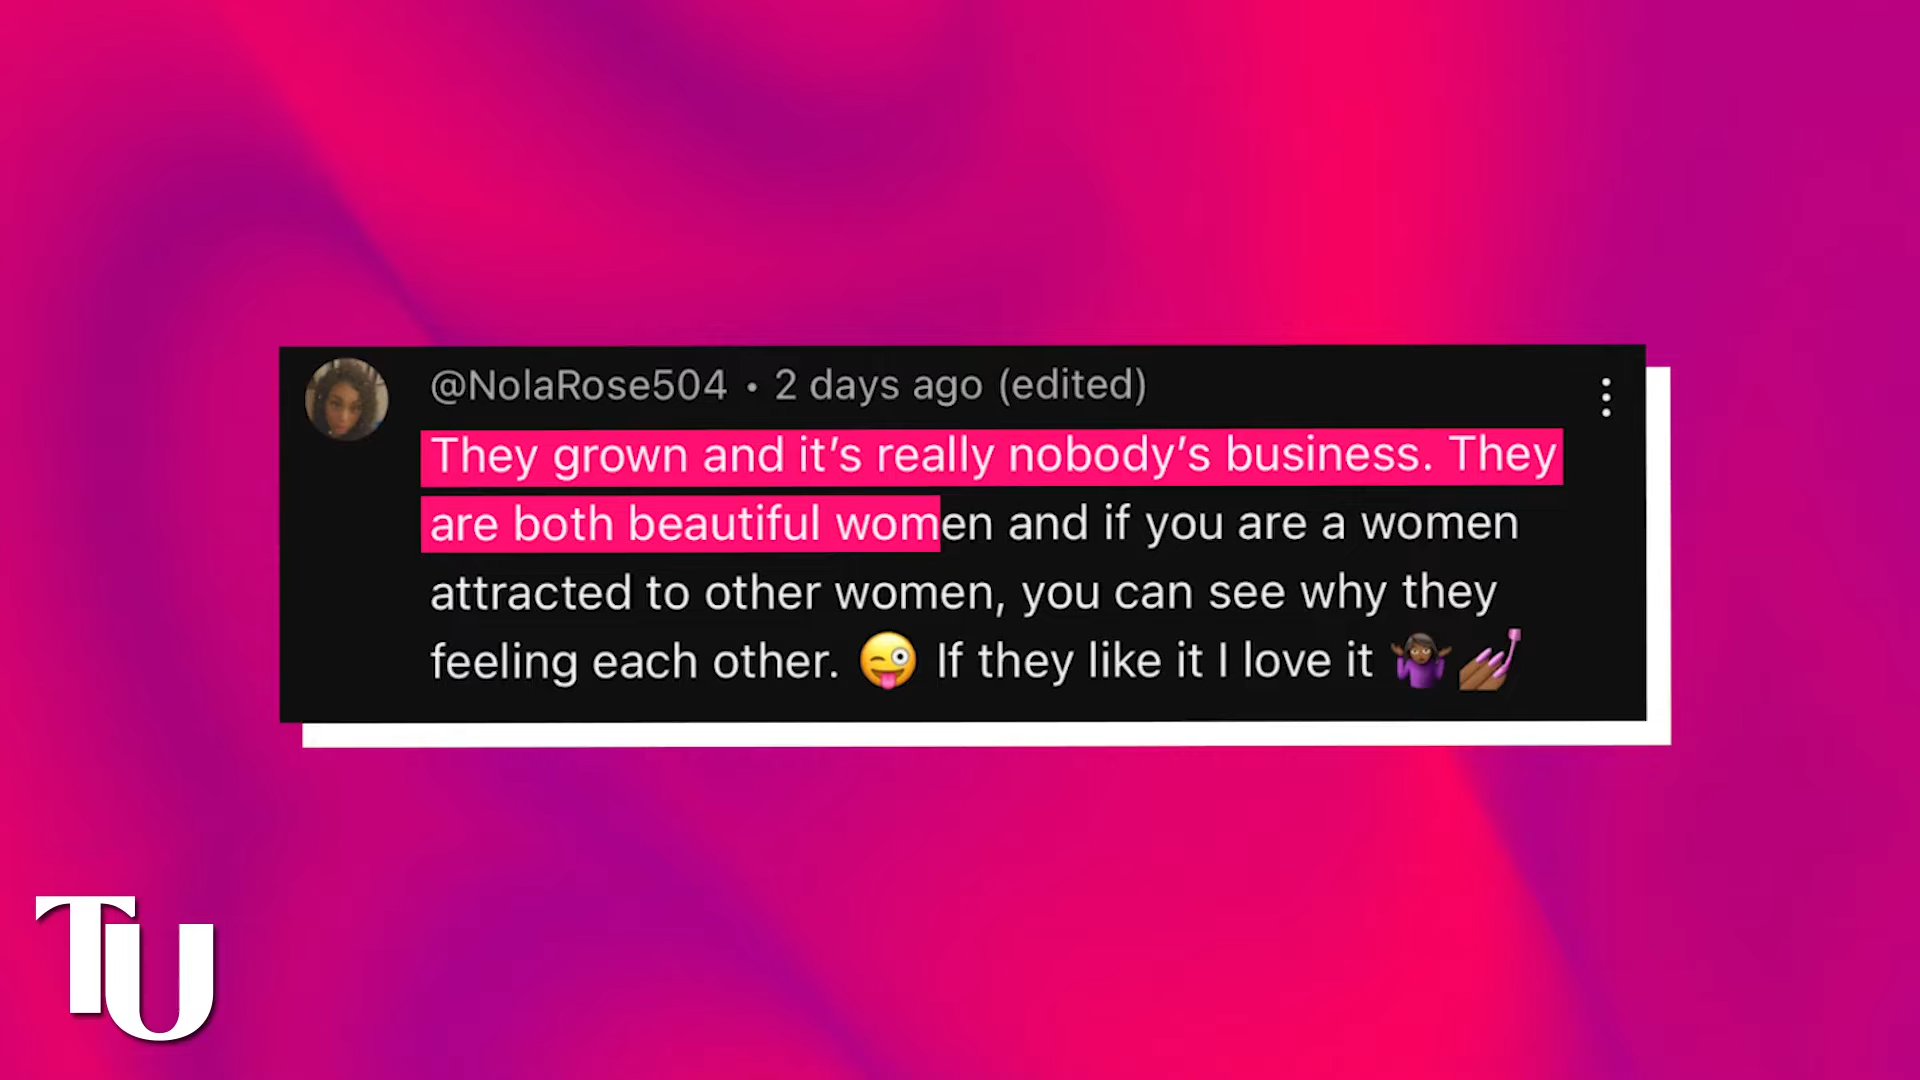 @NolaRose504 • 2 days ago (edited)
They grown and it’s really nobody’s business. They
are both beautiful women and if you are a women
attracted to other women, you can see why they
feeling each other. 😜 If they like it I love it 🤷🏾‍♀️💅🏾
TU